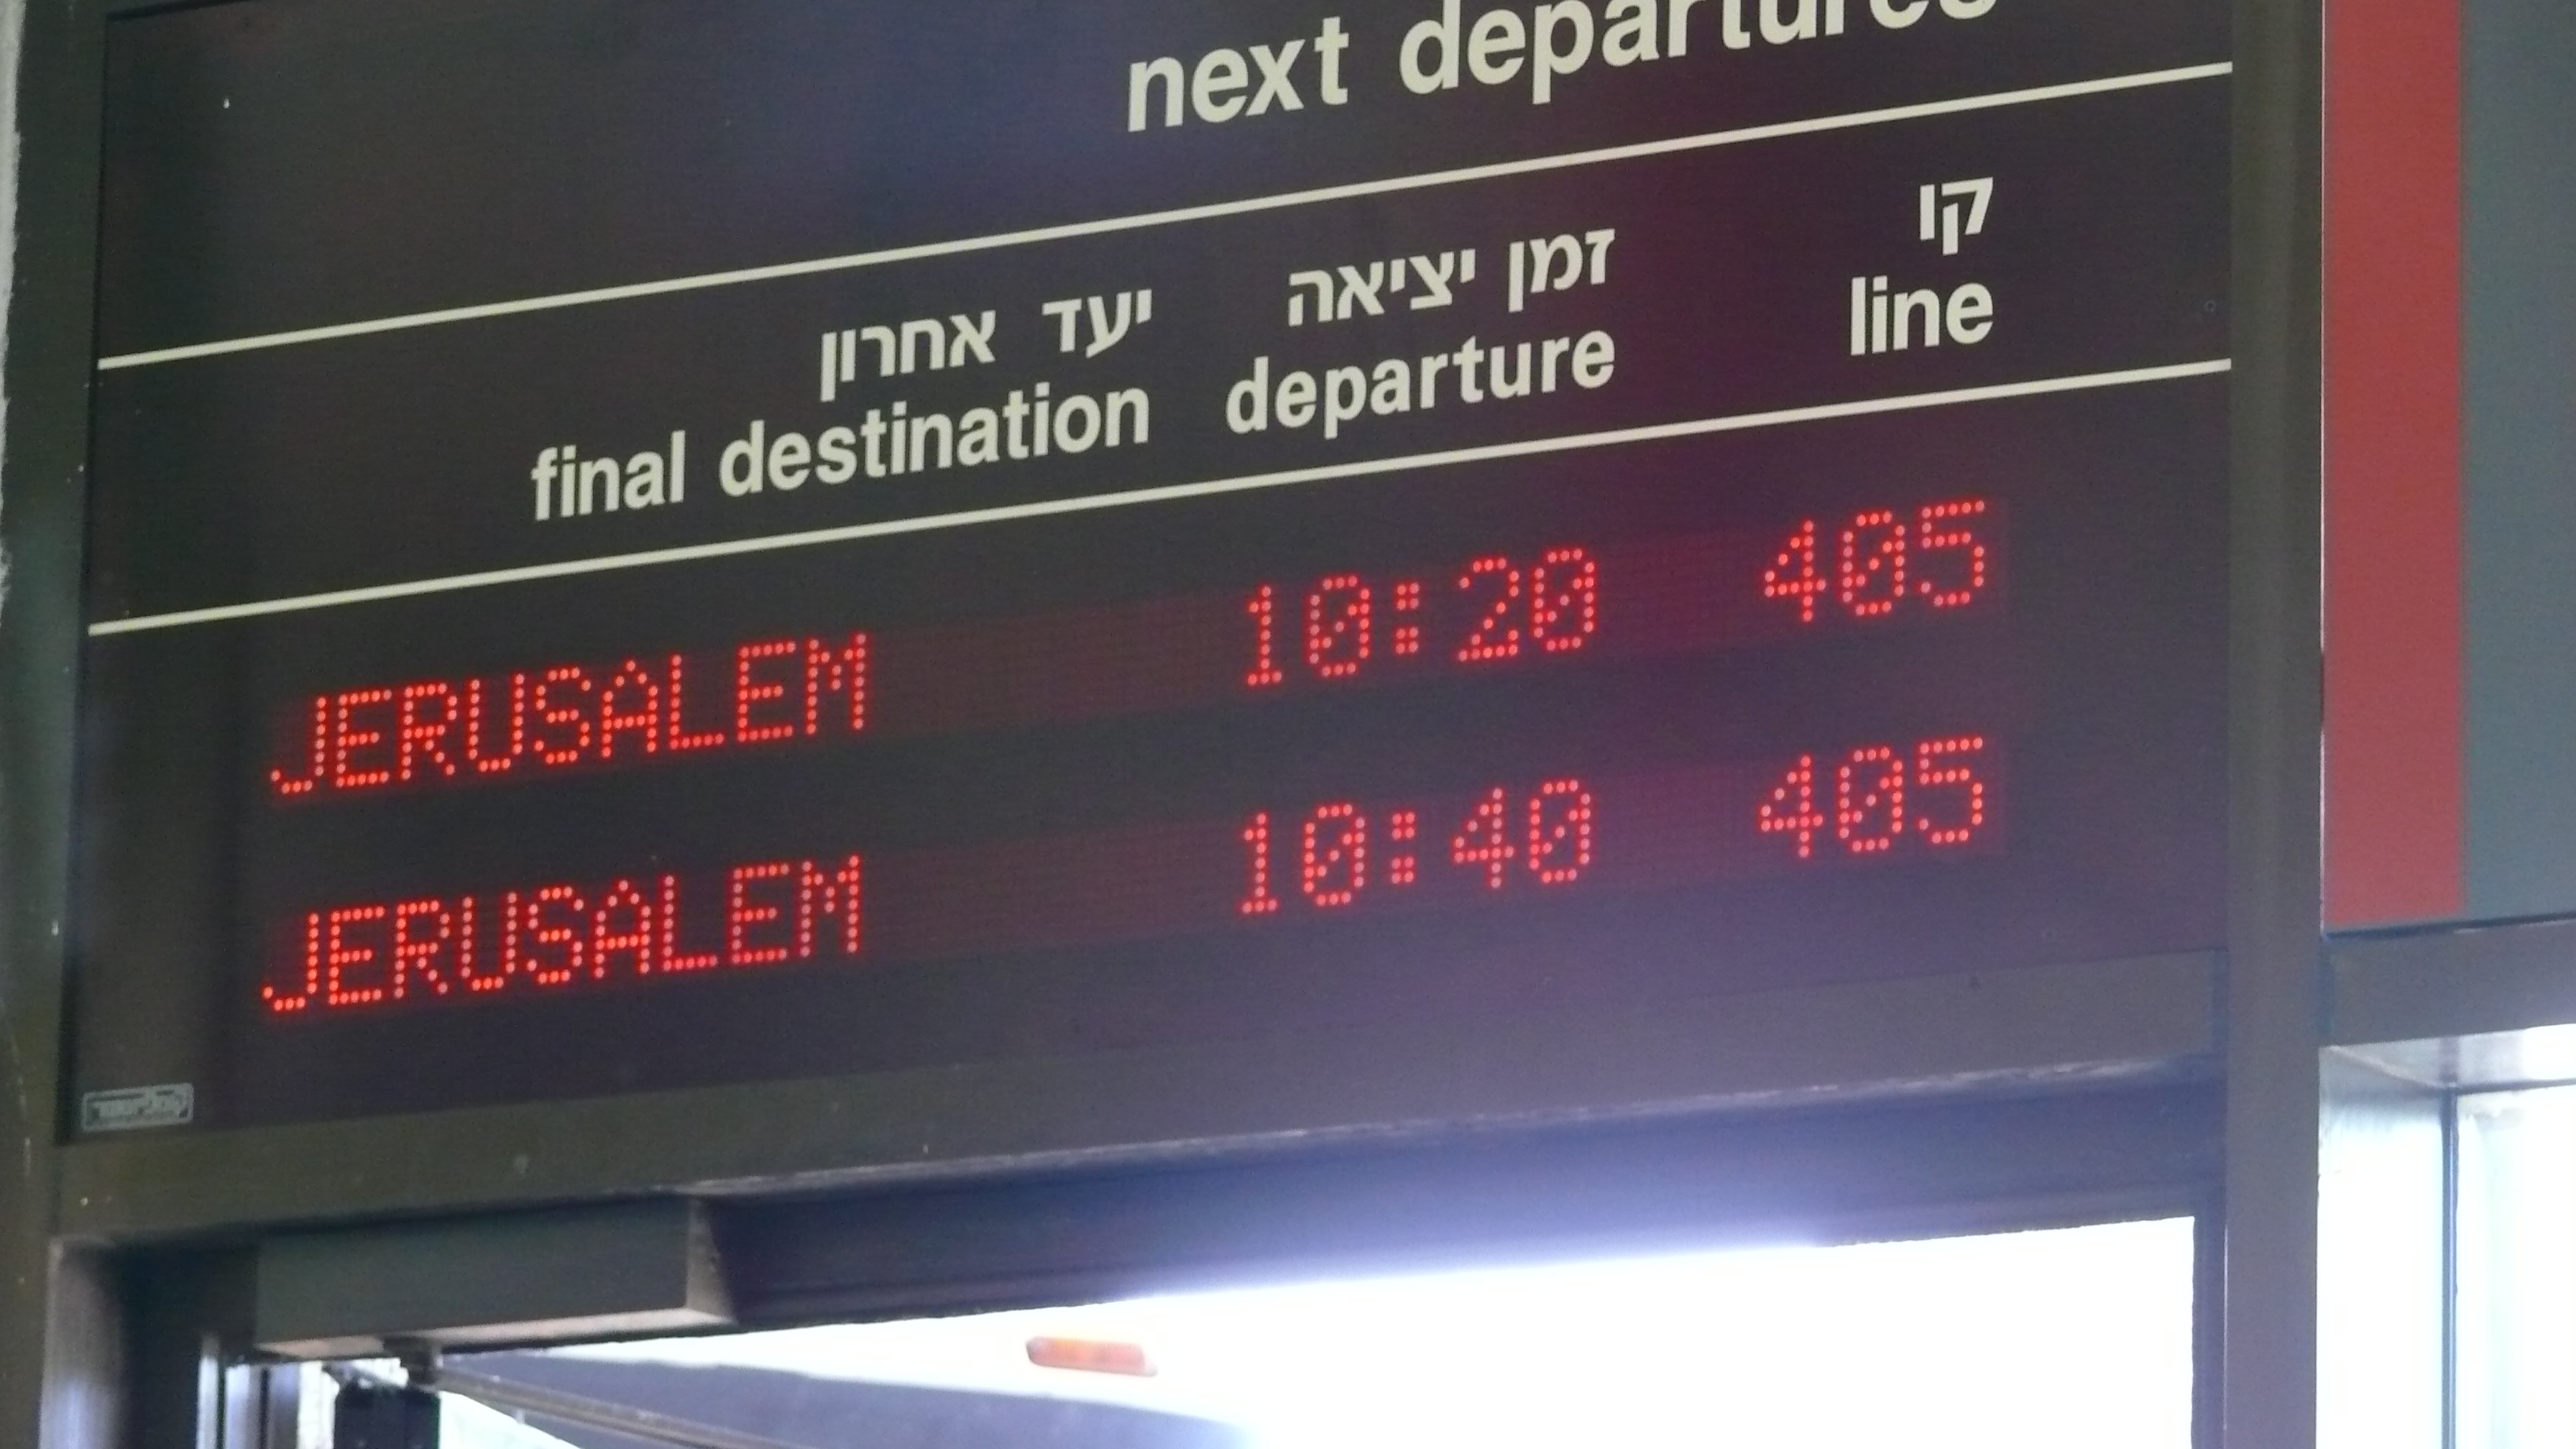 next departures
קו זמן יציאה יעד אחרון
final destination departure line
JERUSALEM 10:20 405
JERUSALEM 10:40 405